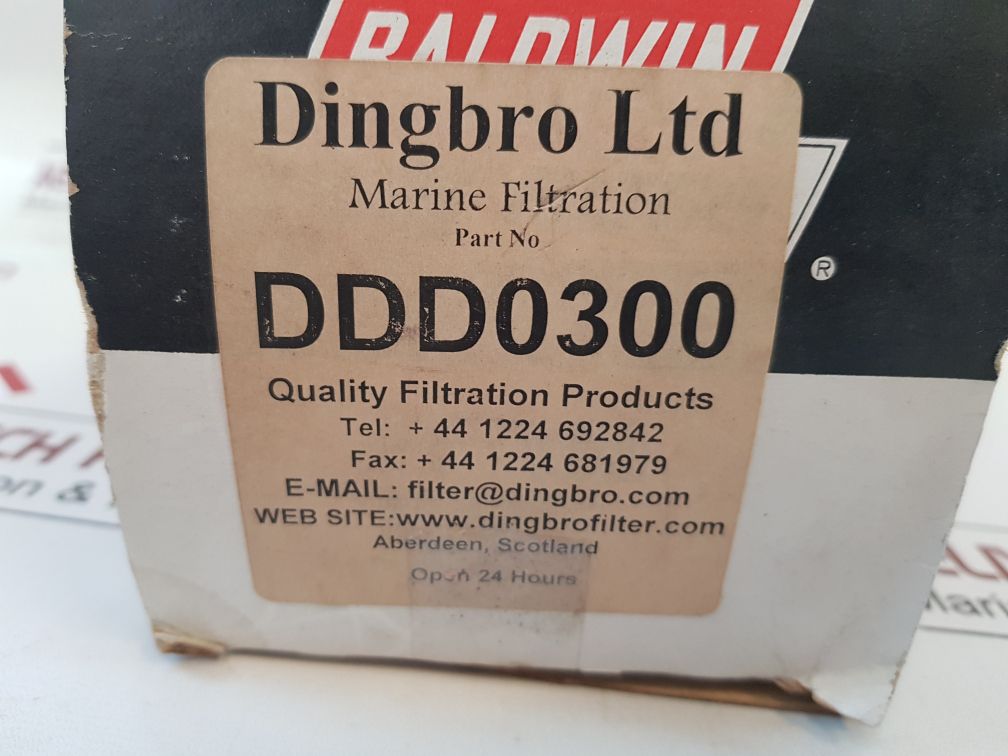 BALDWIN
®
Dingbro Ltd
Marine Filtration
Part No
DDD0300
Quality Filtration Products
Tel: + 44 1224 692842
Fax: + 44 1224 681979
E-MAIL: filter@dingbro.com
WEB SITE:www.dingbrofilter.com
Aberdeen, Scotland
Open 24 Hours